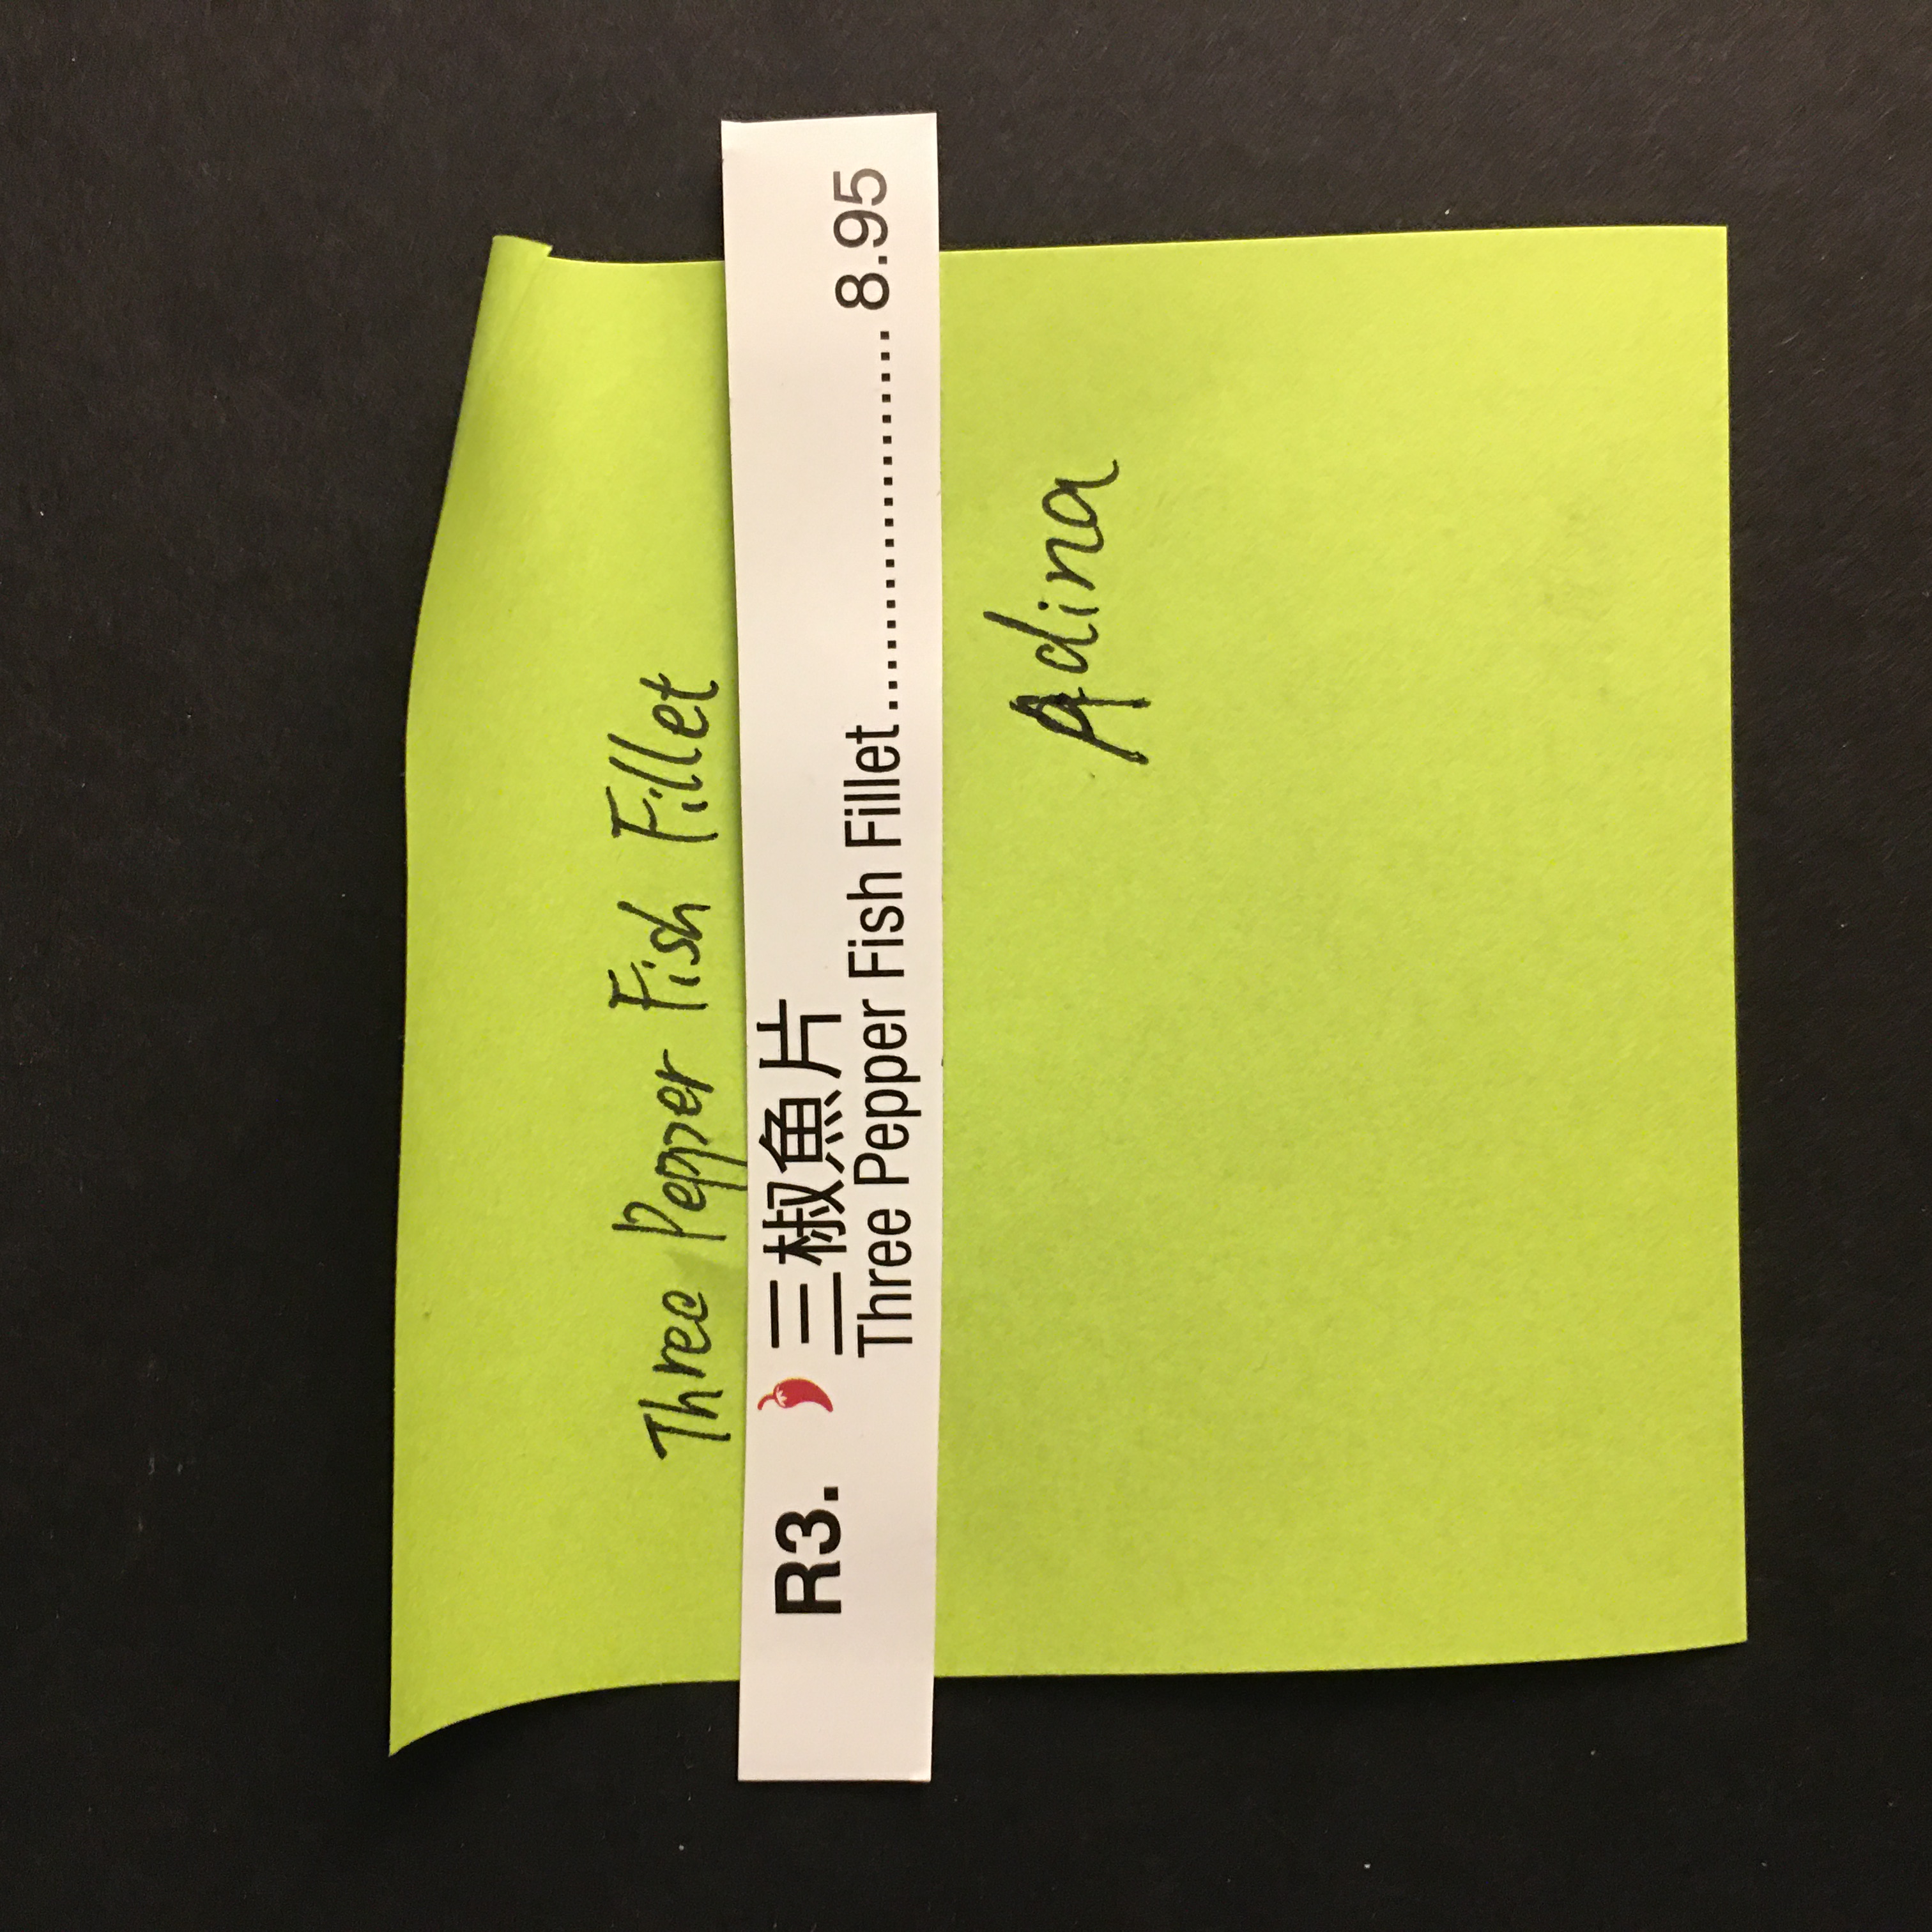 Three Pepper Fish Fillet
R3. 三椒魚片
Three Pepper Fish Fillet.......................... 8.95
Adina